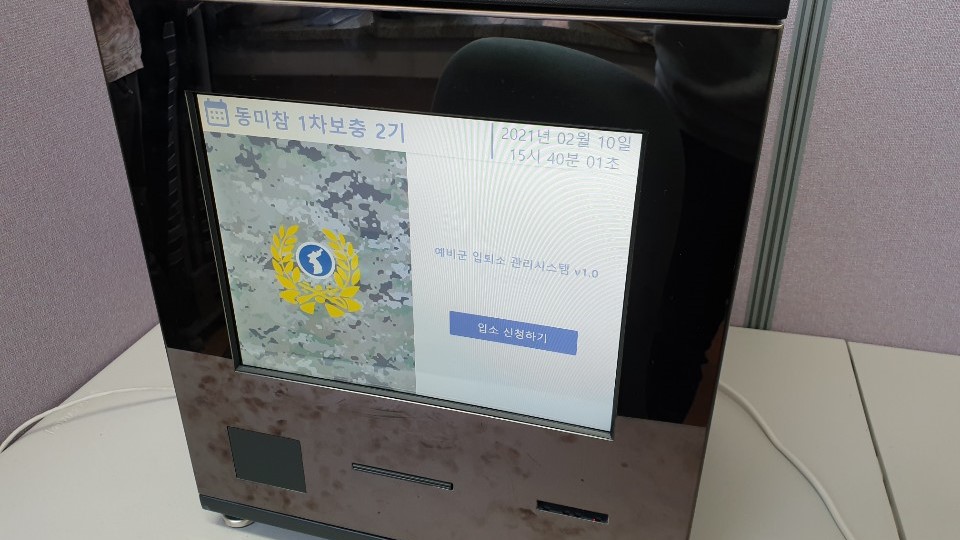 동미참 1차보충 2기
2021년 02월 10일
15시 40분 01초
예비군 입퇴소 관리시스템 v1.0
입소 신청하기